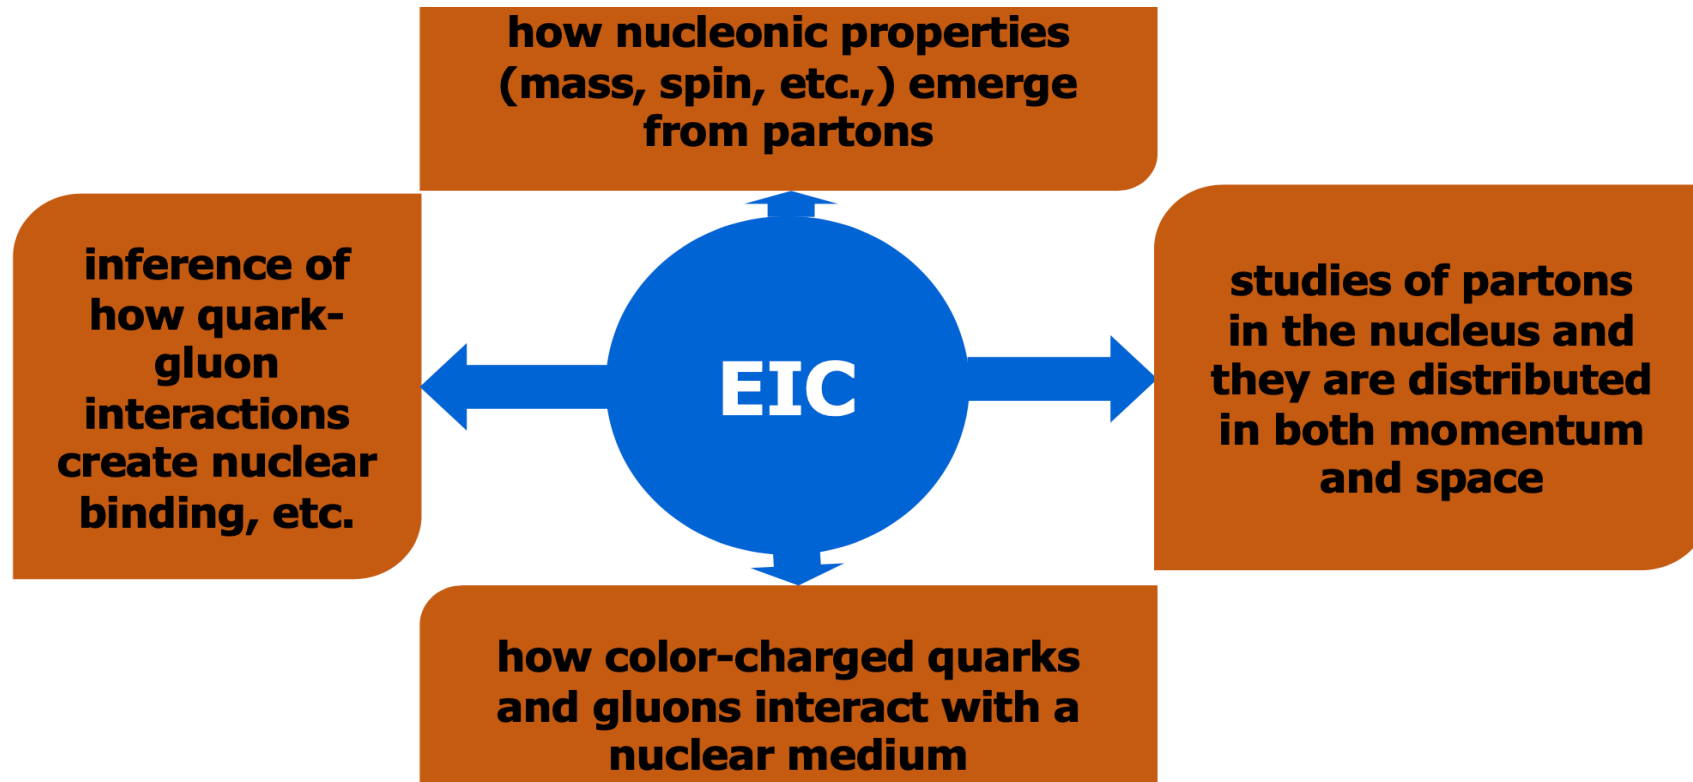 how nucleonic properties
(mass, spin, etc.,) emerge
from partons
inference of
how quark-
gluon
interactions
create nuclear
binding, etc.
EIC
studies of partons
in the nucleus and
they are distributed
in both momentum
and space
how color-charged quarks
and gluons interact with a
nuclear medium